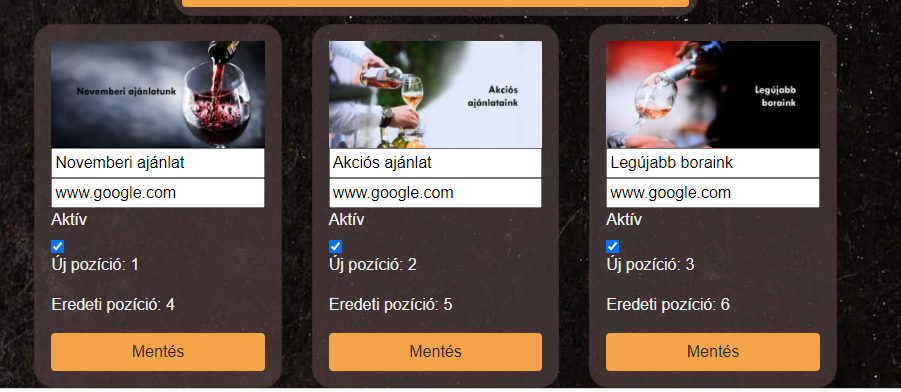 Novemberi ajánlatunk
Novemberi ajánlat
www.google.com
Aktív
Új pozíció: 1
Eredeti pozíció: 4
Mentés
Akciós
ajánlataink
Akciós ajánlat
www.google.com
Aktív
Új pozíció: 2
Eredeti pozíció: 5
Mentés
Legújabb
boraink
Legújabb boraink
www.google.com
Aktív
Új pozíció: 3
Eredeti pozíció: 6
Mentés